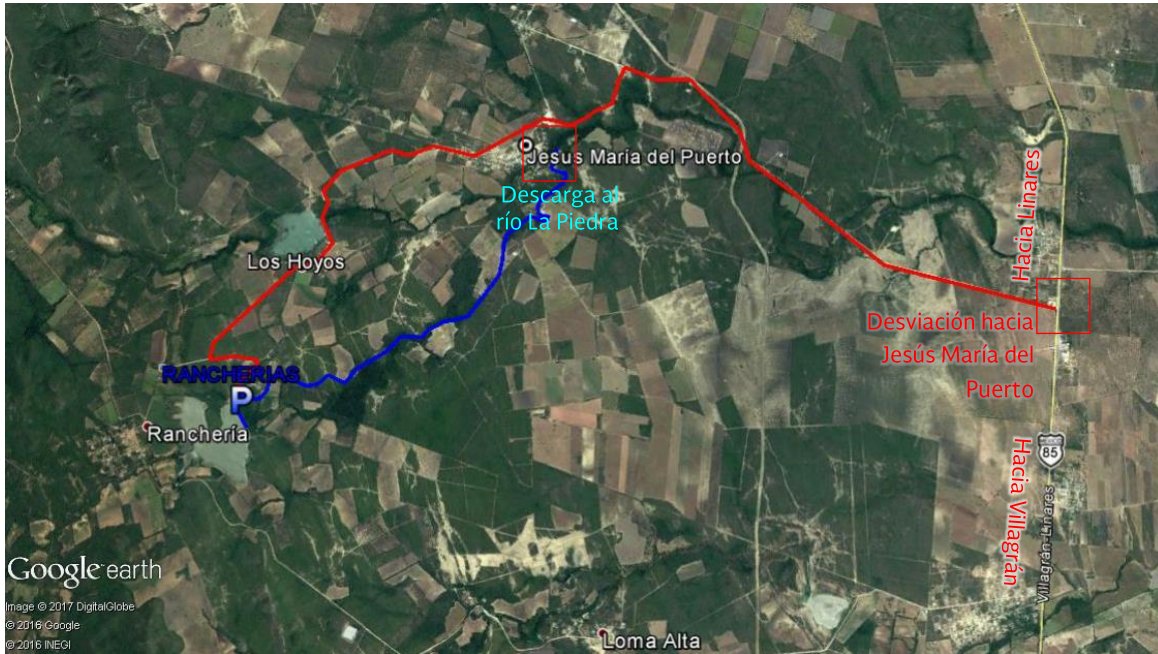 Jesus María del Puerto
Descarga al
río La Piedra
Hacia Linares
Los Hoyos
Desviación hacia
Jesús María del
Puerto
RANCHERIAS
P
Ranchería
85
Hacia Villagrán
Villagrán-Linares
Google earth
Image © 2017 DigitalGlobe
© 2016 Google
© 2016 INEGI
Loma Alta